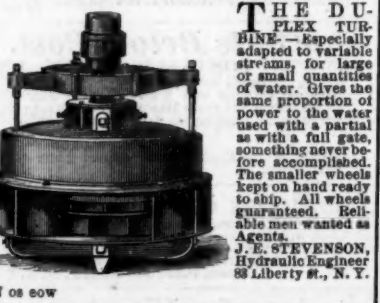 THE DU-
PLEX TUR-
BINE-—Especially
adapted to variable
streams, for large
or small quantities
of water. Gives the
same proportion of
power to the water
used with a partial
as with a full gate,
something never be-
fore accomplished.
The smaller wheels
kept on hand ready
to ship. All wheels
guaranteed. Reli-
able men wanted as
Agents.
J. E. STEVENSON,
Hydraulic Engineer
83 Liberty St., N. Y.
os eow